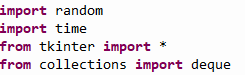 import random
import time
from tkinter import *
from collections import deque